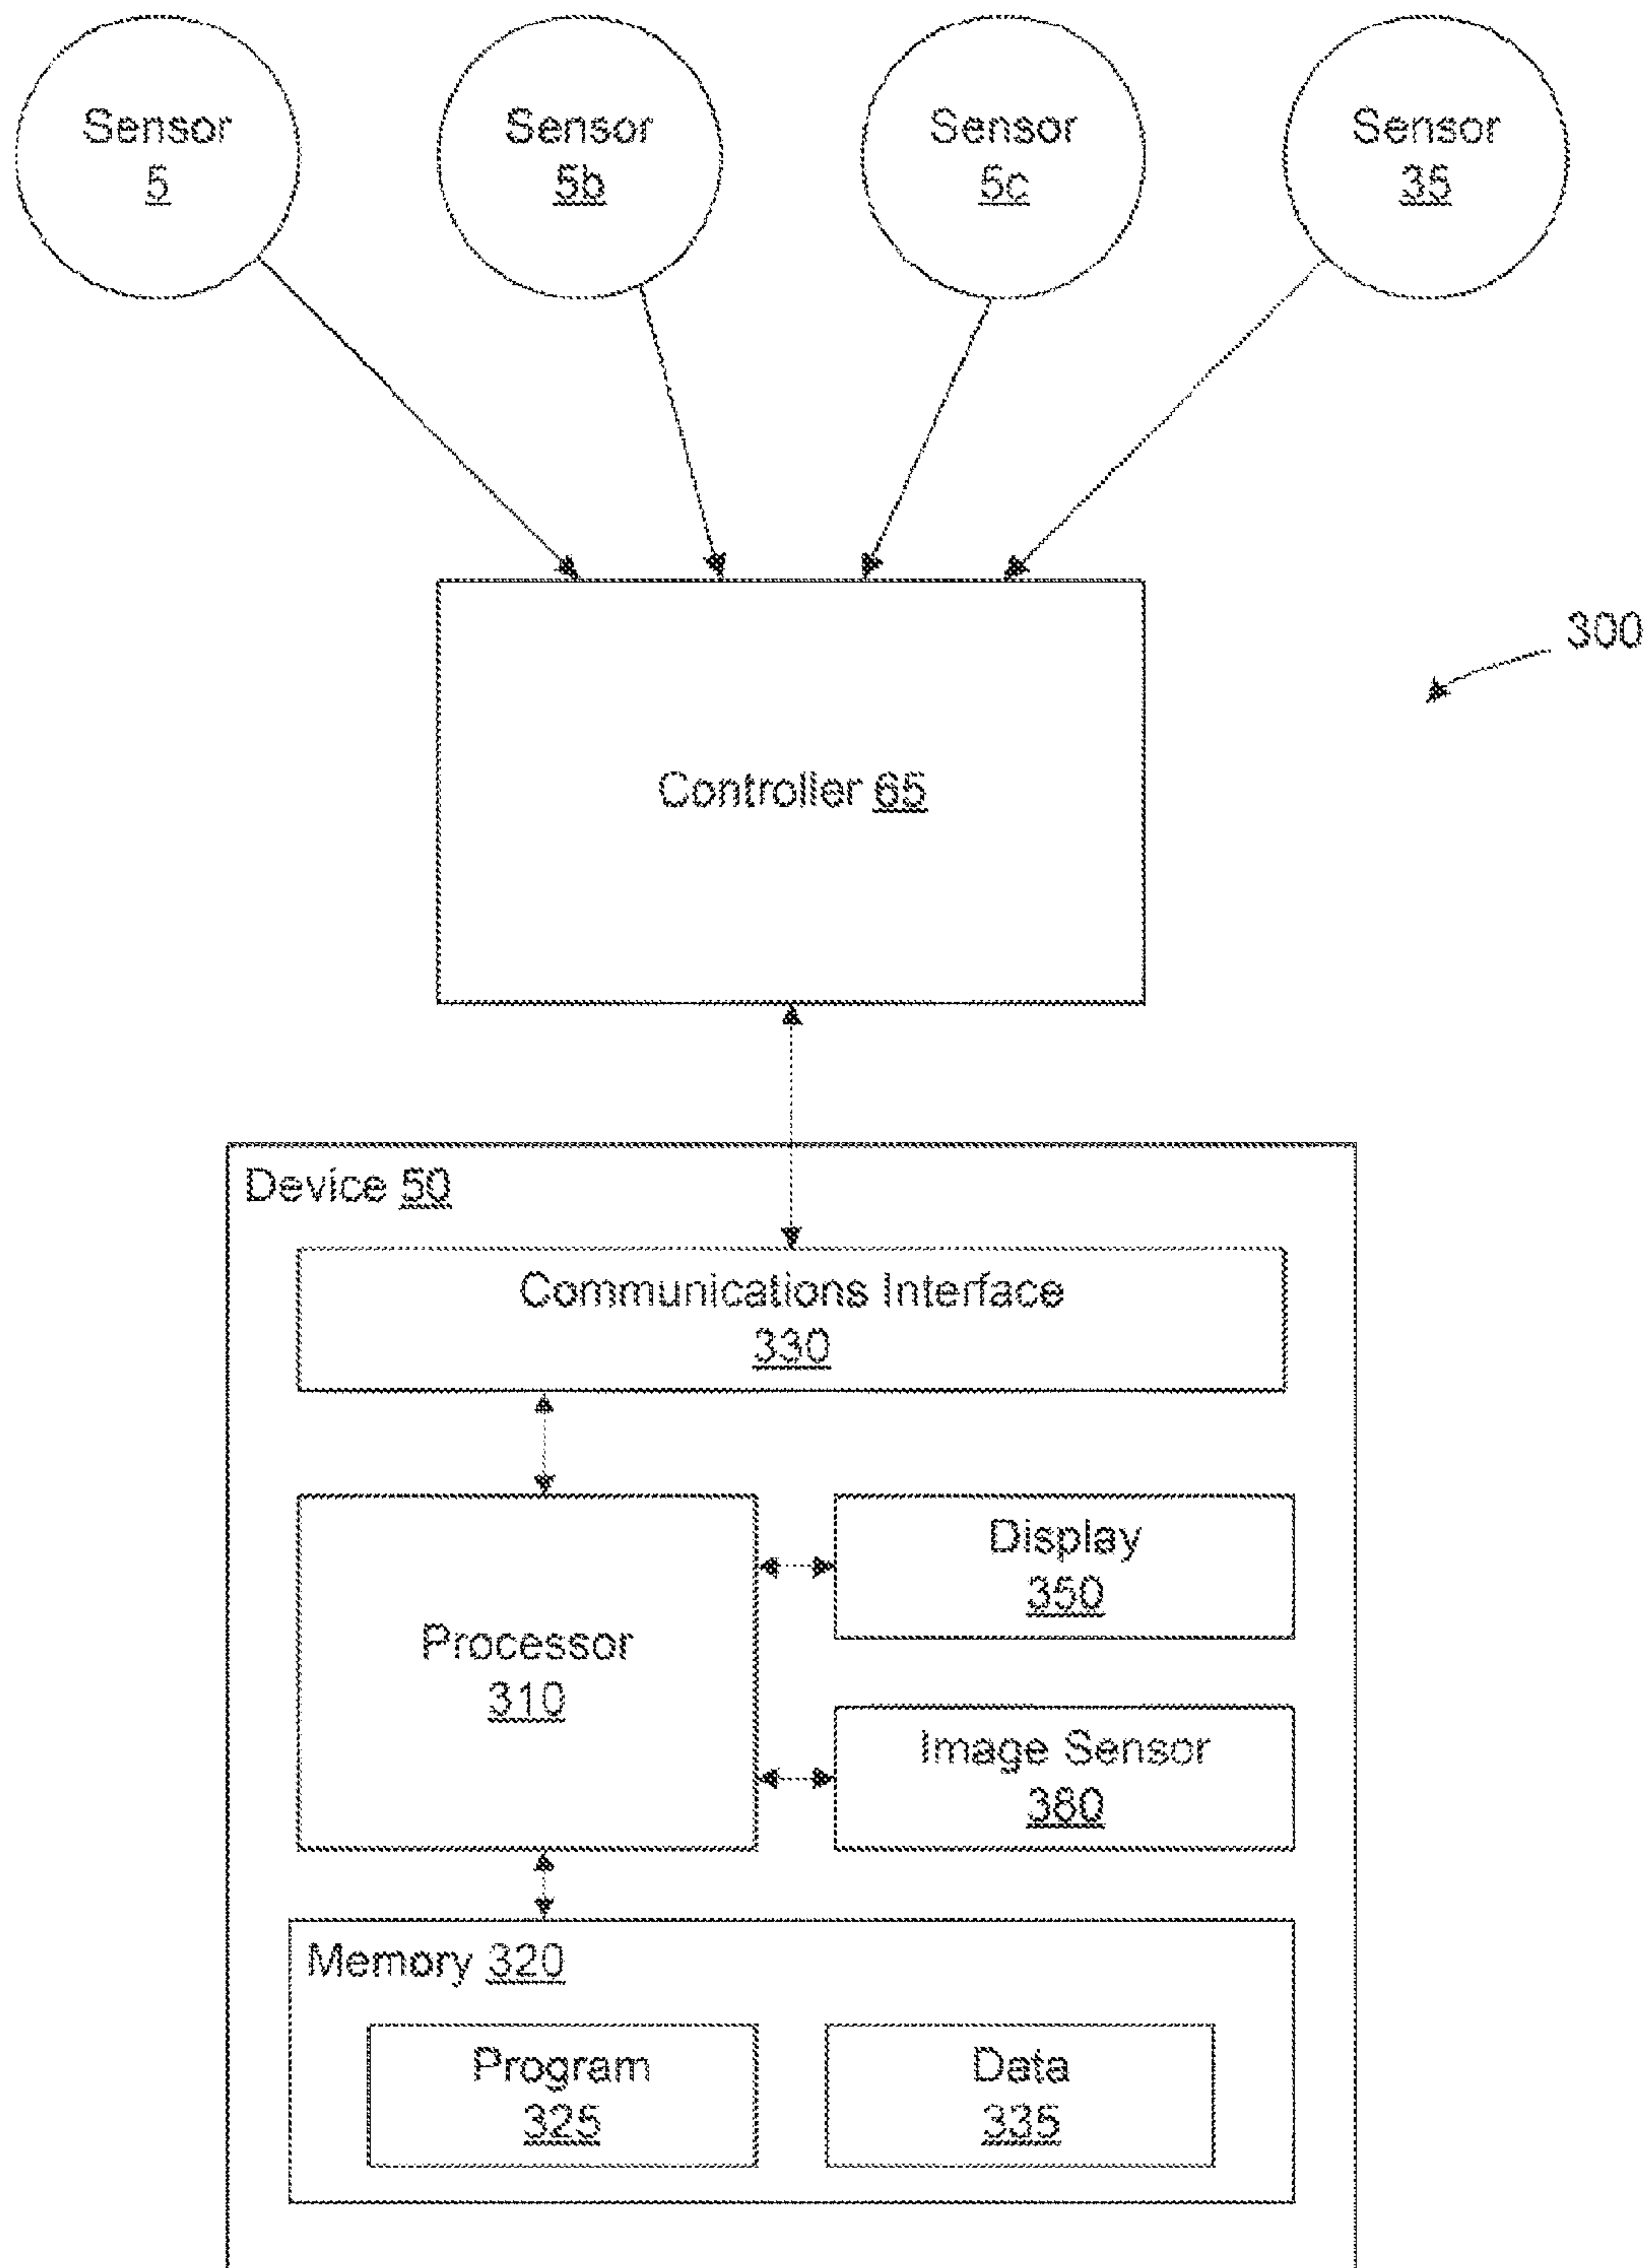 Sensor
5
Sensor
5b
Sensor
5c
Sensor
35
300
Controller 65
Device 50
Communications Interface
330
Processor
310
Display
350
Image Sensor
380
Memory 320
Program
325
Data
335